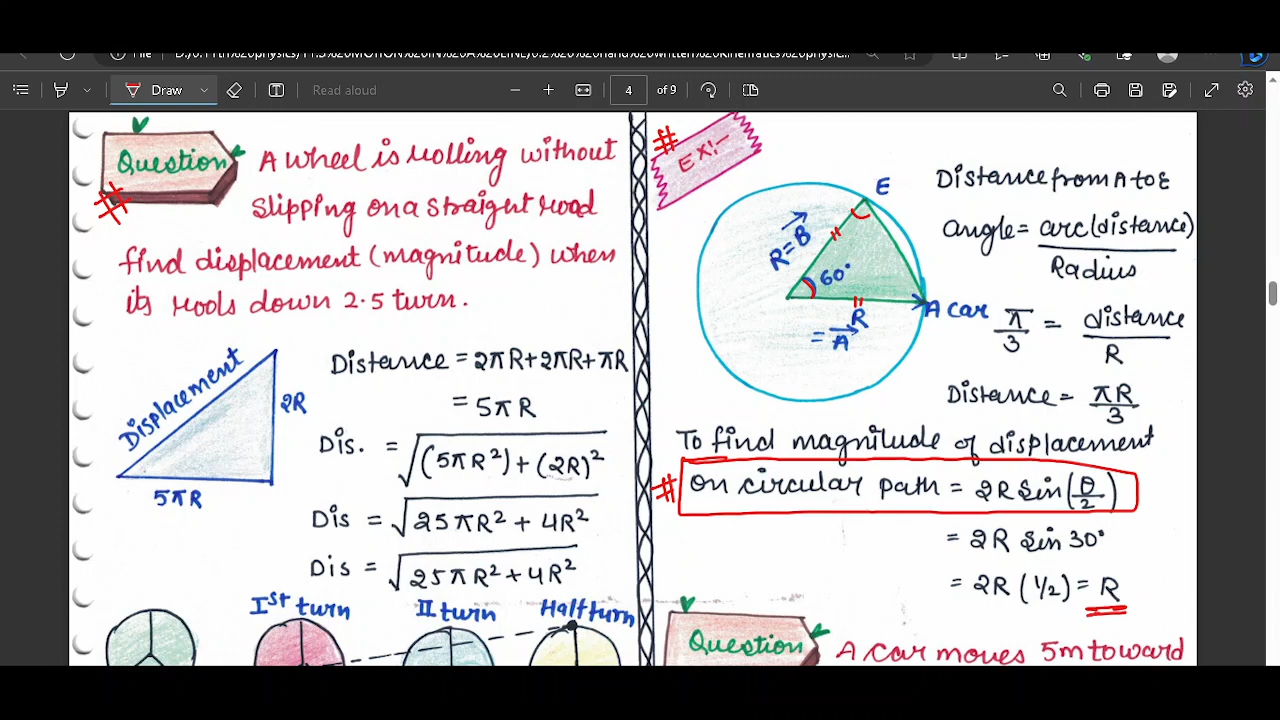 Read aloud
Draw
4 of 9
Question
A wheel is rolling without
slipping on a straight road
find displacement (magnitude) when
its rools down 2.5 turn.
Displacement
2R
5πR
Distance = 2πR+2πR+πR
= 5πR
Dis. = √(5πR²)+(2R)²
Dis = √25πR²+4R²
Dis = √25πR²+4R²
Ist turn
II turn
Half turn
#
# EX:-
E
R=B
60°
R
=A
A car
Distance from A to E
angle = arc(distance)
Radius
π/3 = distance/R
Distance = πR/3
To find magnitude of displacement
# on circular path = 2R sin(θ/2)
= 2R Sin 30°
= 2R (1/2) = R
Question
A car moves 5m toward